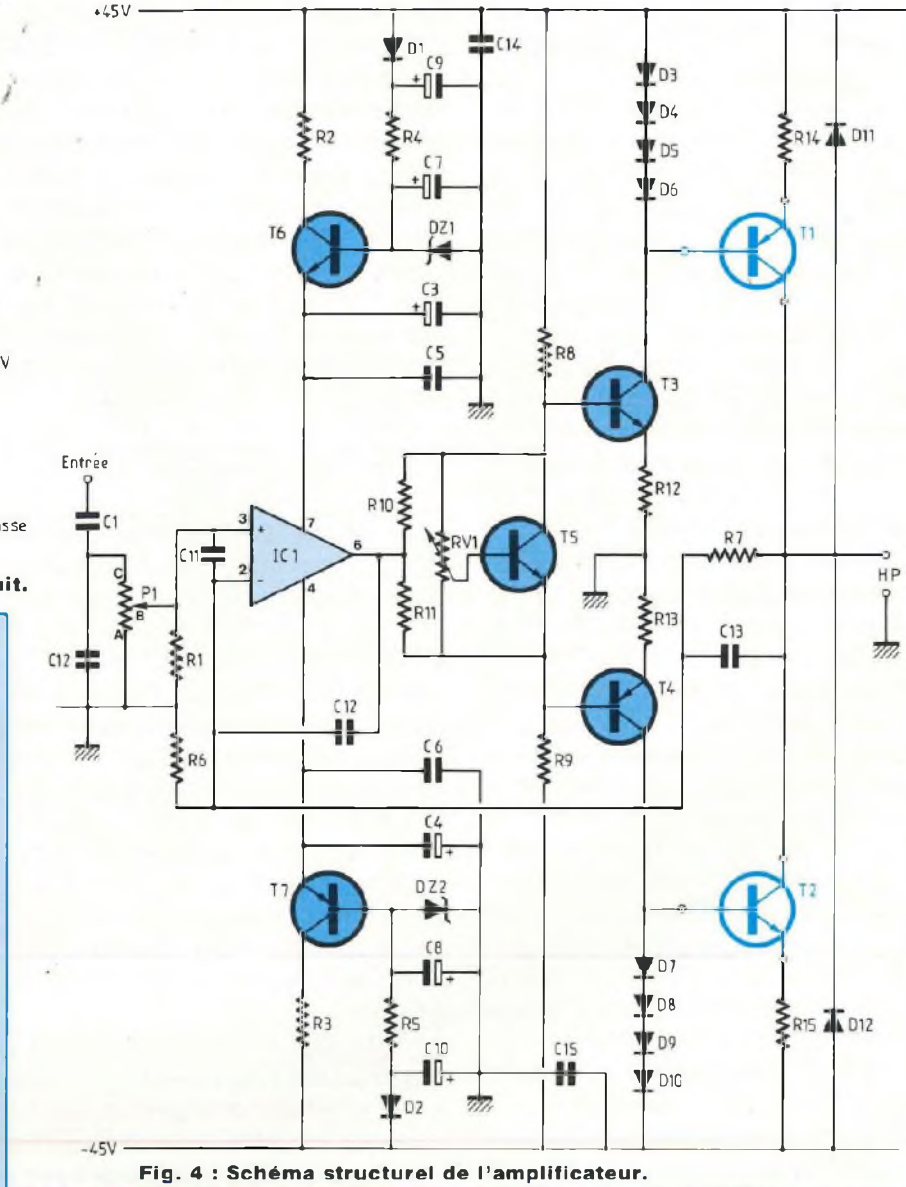 +45V
D1
C9
C14
D3
D4
D5
D6
R2
R4
R14
D11
C7
T6
DZ1
T1
C3
C5
R8
T3
V
Entrée
C1
R10
R12
asse
3
+
7
C11
IC1
6
RV1
T5
R7
uit.
2
-
4
HP
C
P1
B
A
R11
R13
C13
C12
R1
T4
C12
R6
C6
R9
C4
T7
DZ2
T2
C8
D7
R3
R5
D8
R15
D12
C10
C15
D9
D10
D2
-45V
Fig. 4 : Schéma structurel de l'amplificateur.